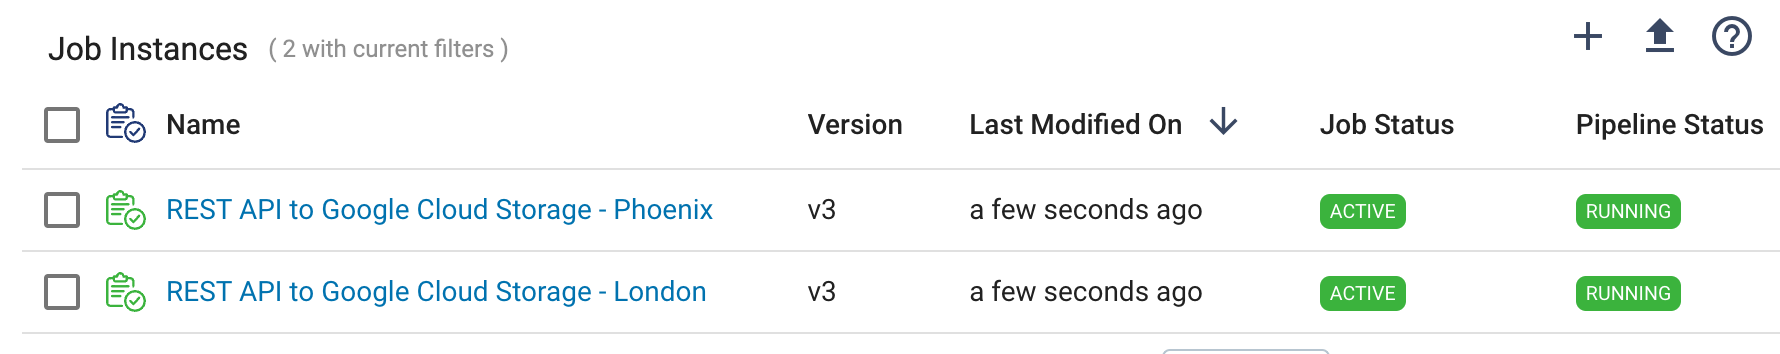 Job Instances ( 2 with current filters )
Name Version Last Modified On Job Status Pipeline Status
REST API to Google Cloud Storage - Phoenix v3 a few seconds ago ACTIVE RUNNING
REST API to Google Cloud Storage - London v3 a few seconds ago ACTIVE RUNNING